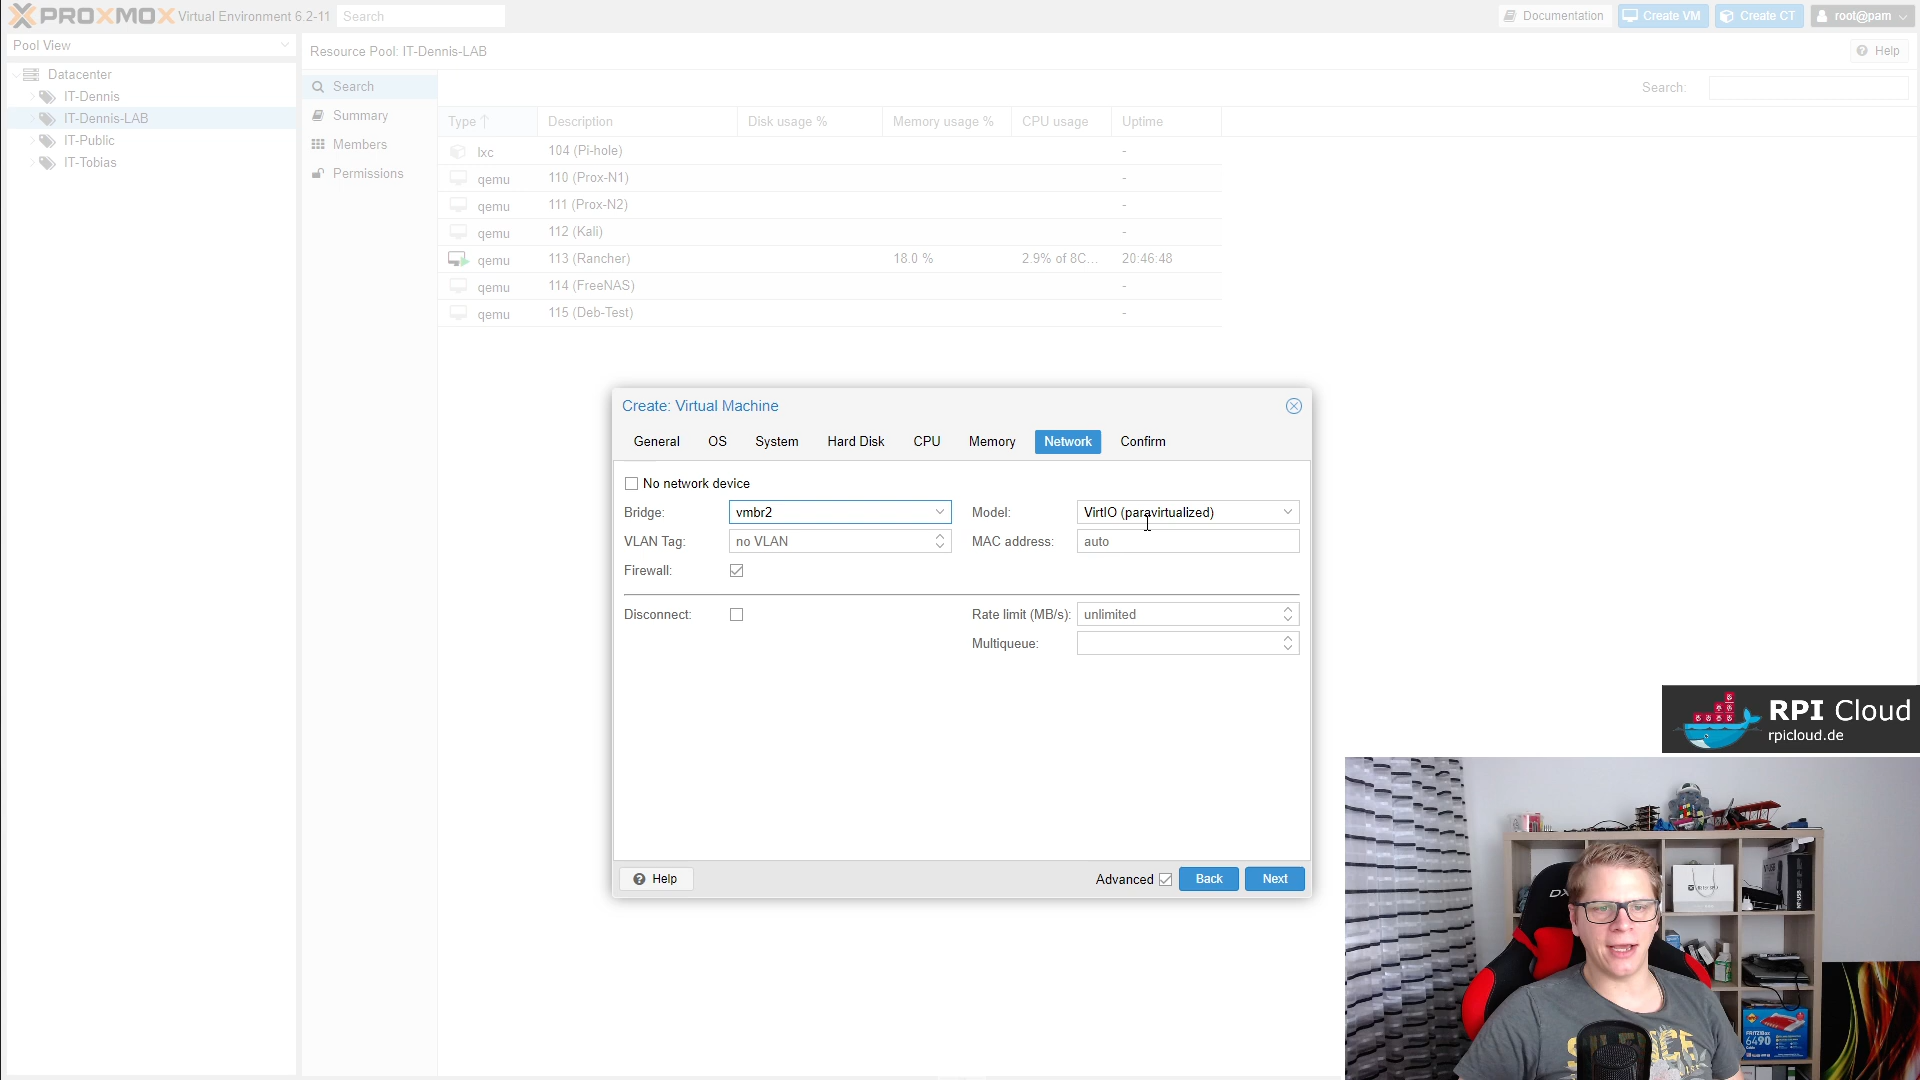 PROXMOX Virtual Environment 6.2-11 Search
Documentation Create VM Create CT root@pam
Pool View
Resource Pool: IT-Dennis-LAB
Help
Datacenter
IT-Dennis
IT-Dennis-LAB
IT-Public
IT-Tobias
Search
Summary
Members
Permissions
Search:
Type Description Disk usage % Memory usage % CPU usage Uptime
lxc 104 (Pi-hole) -
qemu 110 (Prox-N1) -
qemu 111 (Prox-N2) -
qemu 112 (Kali) -
qemu 113 (Rancher) 18.0 % 2.9% of 8C... 20:46:48
qemu 114 (FreeNAS) -
qemu 115 (Deb-Test) -
Create: Virtual Machine
General OS System Hard Disk CPU Memory Network Confirm
No network device
Bridge: vmbr2 Model: VirtIO (paravirtualized)
VLAN Tag: no VLAN MAC address: auto
Firewall:
Disconnect: Rate limit (MB/s): unlimited
Multiqueue:
Help Advanced Back Next
RPI Cloud
rpicloud.de
DX
FRITZ!Box
6490